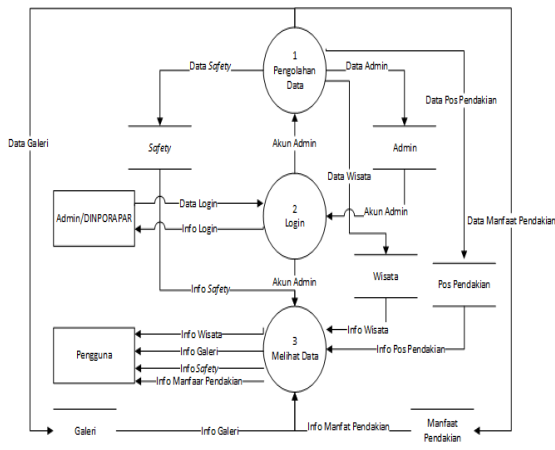 1
Pengolahan
Data
Data Safety
Data Admin
Data Pos Pendakian
Safety
Admin
Akun Admin
Data Galeri
Data Wisata
Data Login
Admin/DINPORAPAR
Info Login
2
Login
Akun Admin
Data Manfaat Pendakian
Akun Admin
Wisata
Pos Pendakian
Info Safety
Info Wisata
Info Wisata
3
Melihat Data
Info Pos Pendakian
Pengguna
Info Galeri
Info Safety
Info Manfaar Pendakian
Galeri
Info Galeri
Info Manfat Pendakian
Manfaat
Pendakian